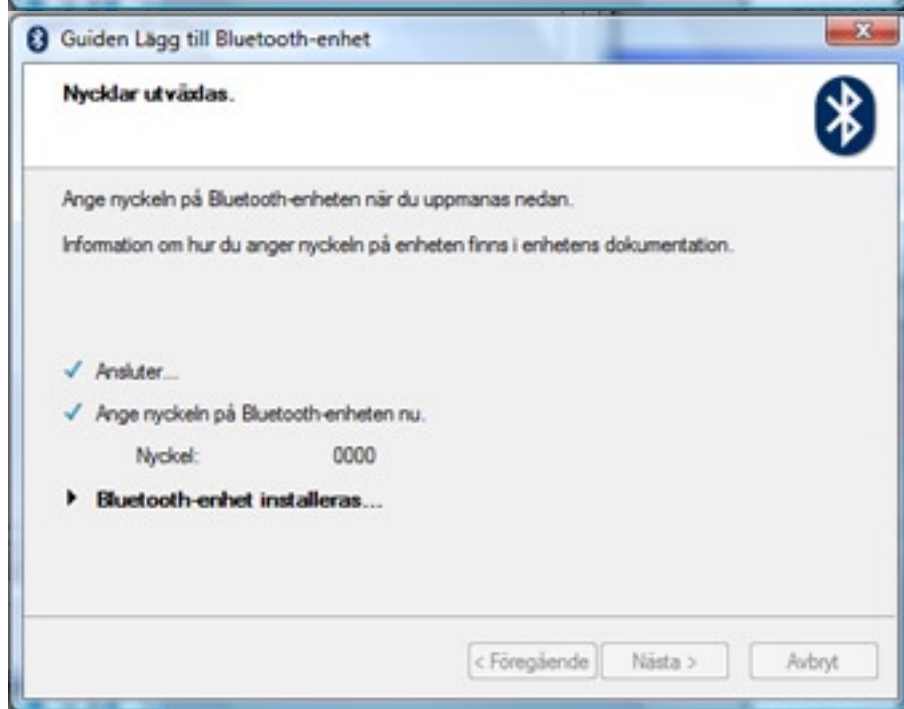 Guiden Lägg till Bluetooth-enhet
Nycklar utväxlas.
Ange nyckeln på Bluetooth-enheten när du uppmanas nedan.
Information om hur du anger nyckeln på enheten finns i enhetens dokumentation.
Ansluter...
Ange nyckeln på Bluetooth-enheten nu.
Nyckel: 0000
Bluetooth-enhet installeras...
< Föregående Nästa > Avbryt